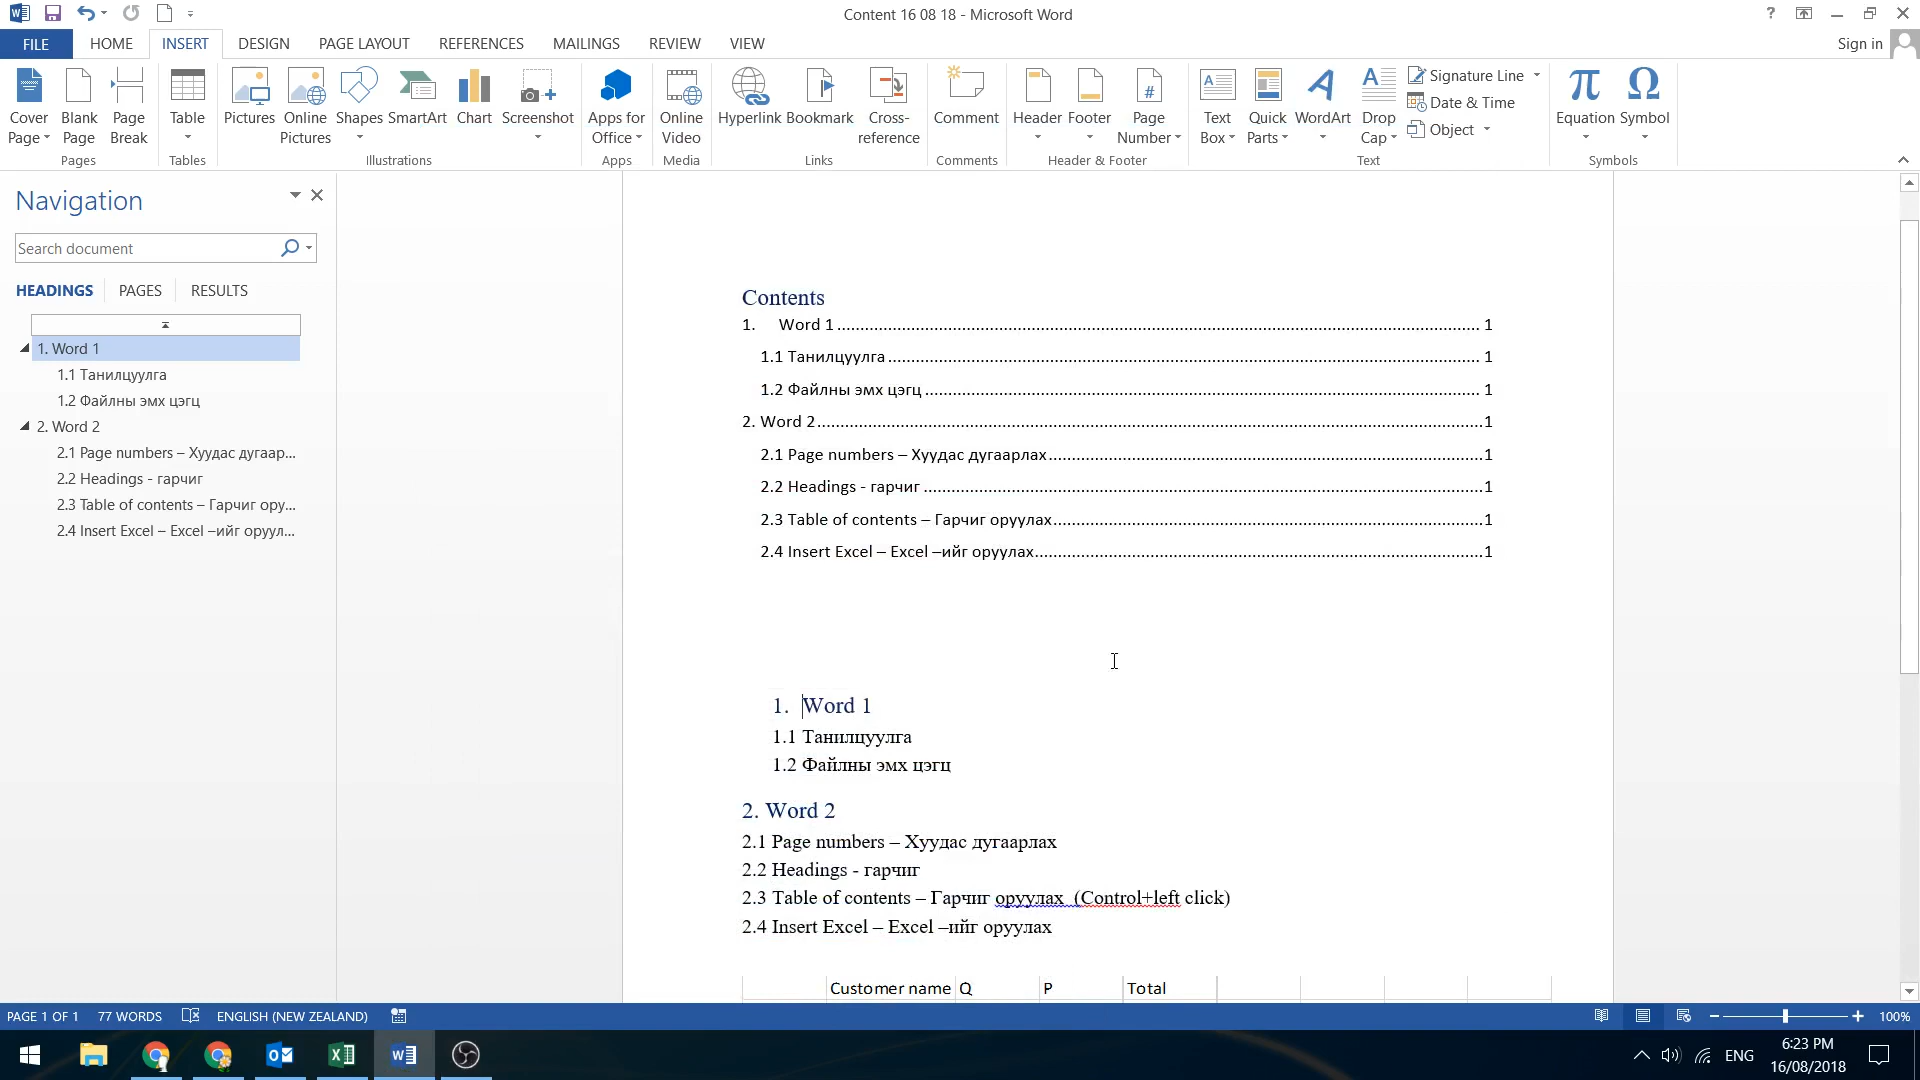 Content 16 08 18 - Microsoft Word
FILE HOME INSERT DESIGN PAGE LAYOUT REFERENCES MAILINGS REVIEW VIEW Sign in
Cover Page
Blank Page
Page Break
Table
Pictures
Online Pictures
Shapes
SmartArt
Chart
Screenshot
Apps for Office
Online Video
Hyperlink
Bookmark
Cross-reference
Comment
Header
Footer
Page Number
Text Box
Quick Parts
WordArt
Drop Cap
Signature Line
Date & Time
Object
Equation
Symbol
Pages Tables Illustrations Apps Media Links Comments Header & Footer Text Symbols
Navigation
Search document
HEADINGS PAGES RESULTS
1. Word 1
1.1 Танилцуулга
1.2 Файлны эмх цэгц
2. Word 2
2.1 Page numbers – Хуудас дугаар...
2.2 Headings - гарчиг
2.3 Table of contents – Гарчиг ору...
2.4 Insert Excel – Excel –ийг оруул...
Contents
1. Word 1 ........ 1
1.1 Танилцуулга ........ 1
1.2 Файлны эмх цэгц ........ 1
2. Word 2 ........ 1
2.1 Page numbers – Хуудас дугаарлах ........ 1
2.2 Headings - гарчиг ........ 1
2.3 Table of contents – Гарчиг оруулах ........ 1
2.4 Insert Excel – Excel –ийг оруулах ........ 1
1. Word 1
1.1 Танилцуулга
1.2 Файлны эмх цэгц
2. Word 2
2.1 Page numbers – Хуудас дугаарлах
2.2 Headings - гарчиг
2.3 Table of contents – Гарчиг оруулах (Control+left click)
2.4 Insert Excel – Excel –ийг оруулах
Customer name Q P Total
PAGE 1 OF 1 77 WORDS ENGLISH (NEW ZEALAND) 100%
ENG
6:23 PM
16/08/2018